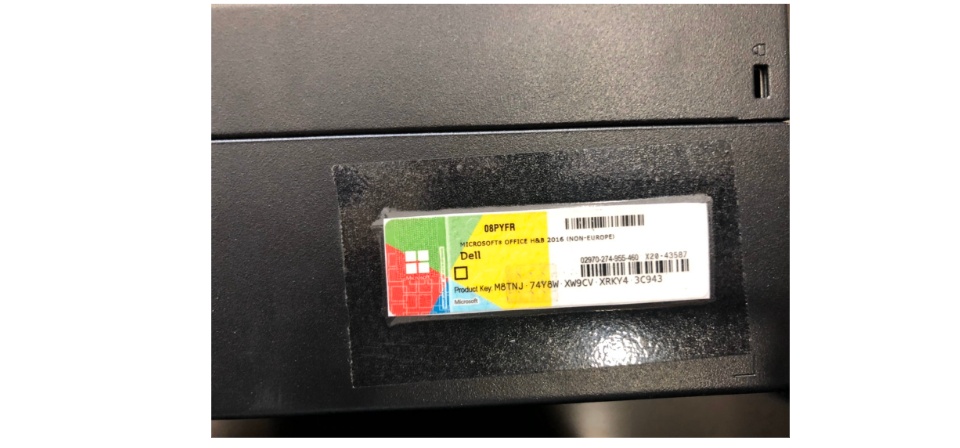 08PYFR
MICROSOFT® OFFICE H&B 2016 (NON-EUROPE)
Dell
02970-274-955-460 X20-43587
Product Key: M8TNJ 74Y8W XW9CV XRKY4 3C943
Microsoft